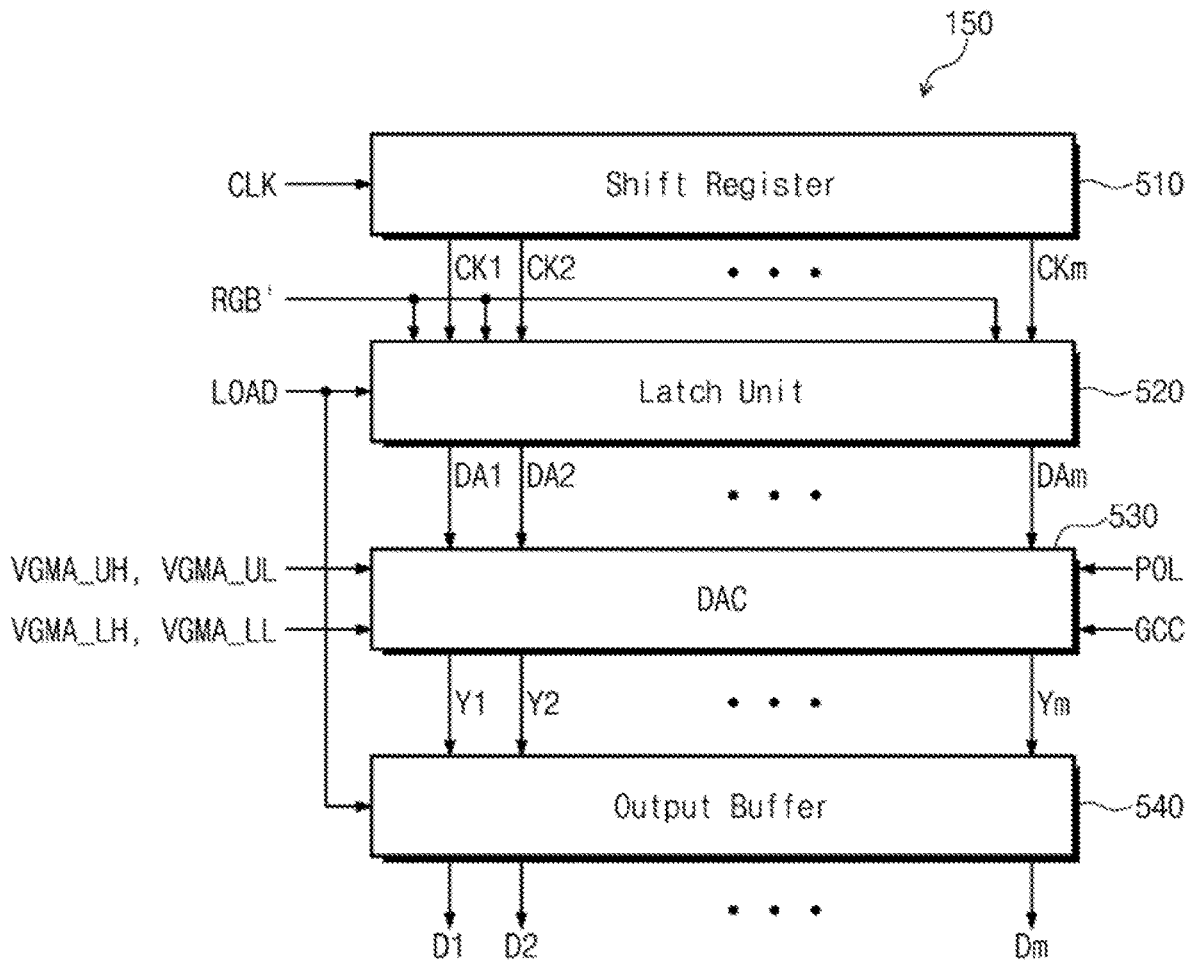 150
CLK
Shift Register
510
CK1
CK2
CKm
RGB'
LOAD
Latch Unit
520
DA1
DA2
DAm
530
VGMA_UH, VGMA_UL
POL
DAC
VGMA_LH, VGMA_LL
GCC
Y1
Y2
Ym
Output Buffer
540
D1
D2
Dm